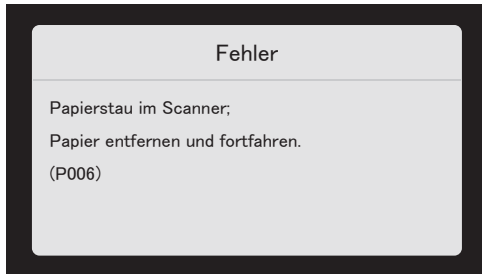 Fehler
Papierstau im Scanner;
Papier entfernen und fortfahren.
(P006)